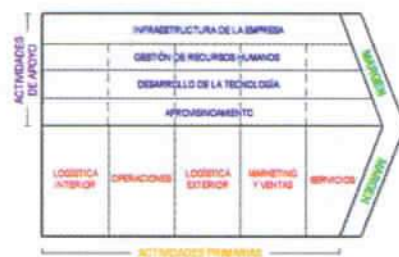 ACTIVIDADES
DE APOYO
INFRAESTRUCTURA DE LA EMPRESA
GESTIÓN DE RECURSOS HUMANOS
DESARROLLO DE LA TECNOLOGÍA
APROVISIONAMIENTO
LOGÍSTICA
INTERIOR
OPERACIONES
LOGÍSTICA
EXTERIOR
MARKETING
Y VENTAS
SERVICIOS
MARGEN
MARGEN
ACTIVIDADES PRIMARIAS